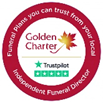 Funeral Plans you can trust from your local
Golden
Charter
Trustpilot
Independent Funeral Director